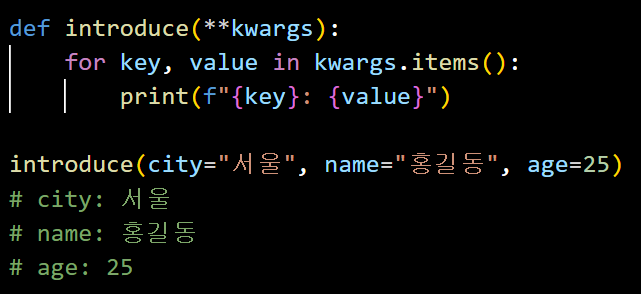 def introduce(**kwargs):
    for key, value in kwargs.items():
        print(f"{key}: {value}")

introduce(city="서울", name="홍길동", age=25)
# city: 서울
# name: 홍길동
# age: 25